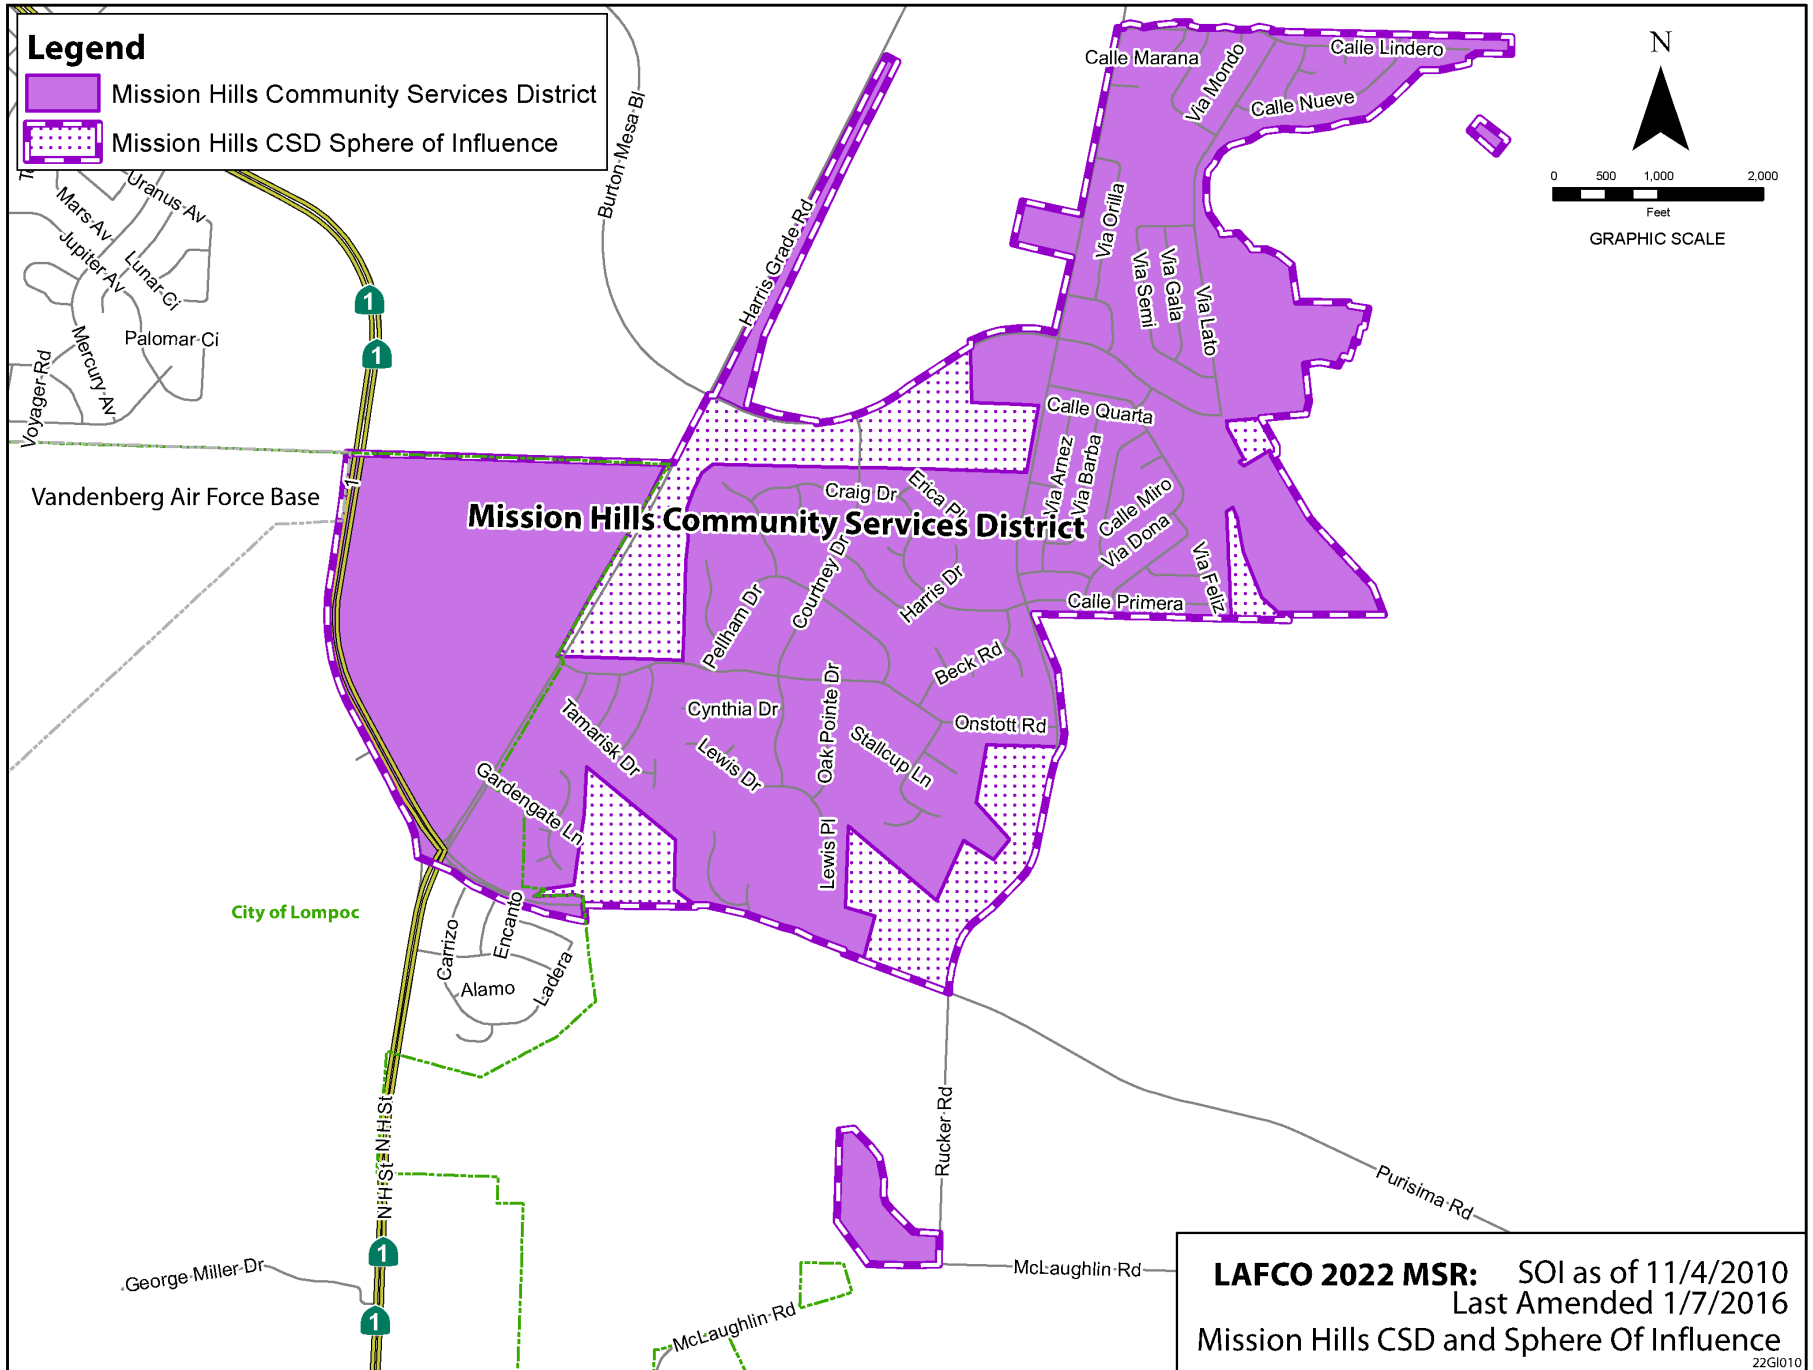 Legend
Mission Hills Community Services District
Mission Hills CSD Sphere of Influence
N
0 500 1,000 2,000
Feet
GRAPHIC SCALE
Calle Marana
Via Mondo
Calle Lindero
Calle Nueve
Burton Mesa Bl
Harris Grade Rd
Uranus Av
Mars Av
Jupiter Av
Lunar Ci
Palomar Ci
Mercury Av
Voyager Rd
1
1
Via Orilla
Via Semi
Via Gala
Via Lato
Calle Quarta
Via Arnez
Via Barba
Calle Miro
Via Dona
Via Feliz
Calle Primera
Vandenberg Air Force Base
1
Mission Hills Community Services District
Craig Dr
Erica Pl
Courtney Dr
Harris Dr
Pellham Dr
Beck Rd
Cynthia Dr
Oak Pointe Dr
Onstott Rd
Tamarisk Dr
Lewis Dr
Stallcup Ln
Gardengate Ln
Lewis Pl
City of Lompoc
Carrizo
Encanto
Alamo
Ladera
N H St
N H St
Rucker Rd
Purisima Rd
1
George Miller Dr
1
McLaughlin Rd
McLaughlin Rd
LAFCO 2022 MSR: SOI as of 11/4/2010
Last Amended 1/7/2016
Mission Hills CSD and Sphere Of Influence
22GI010